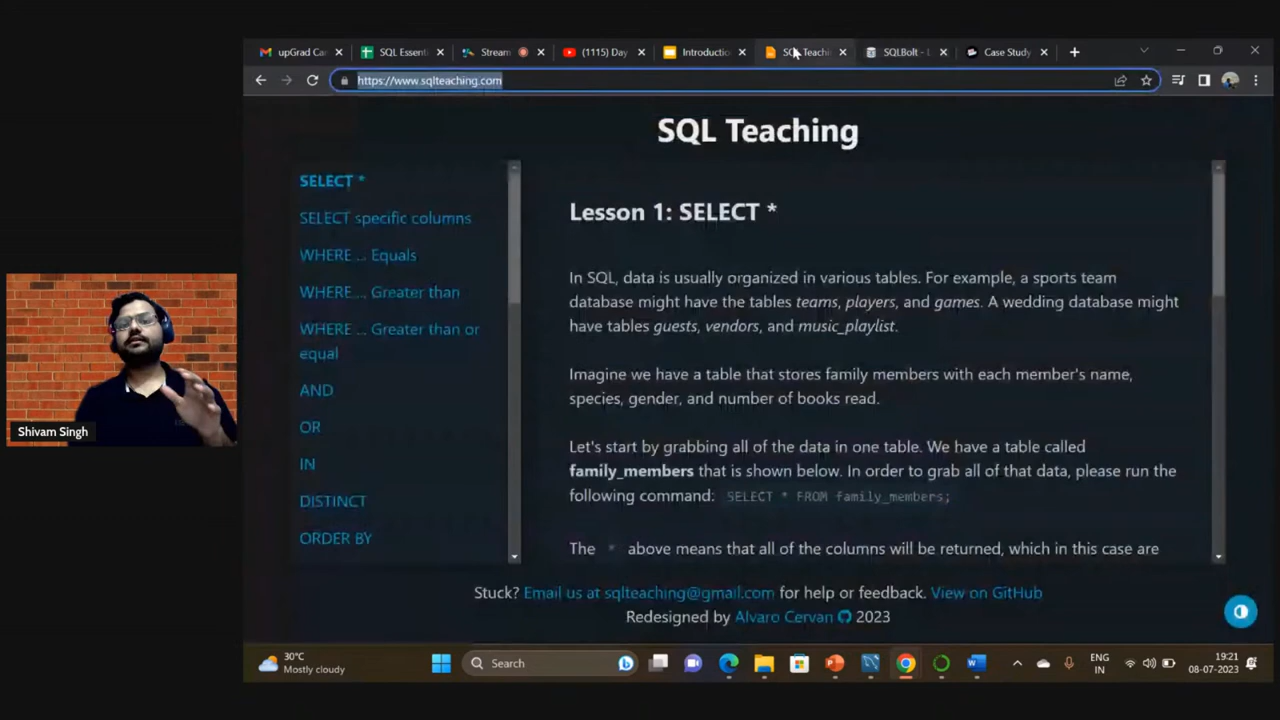 upGrad Car
SQL Essent
Stream
(1115) Day
Introductio
SQL Teachin
SQLBolt - L
Case Study
https://www.sqlteaching.com
SQL Teaching
SELECT *
SELECT specific columns
WHERE ... Equals
WHERE ... Greater than
WHERE ... Greater than or
equal
AND
OR
IN
DISTINCT
ORDER BY
Lesson 1: SELECT *
In SQL, data is usually organized in various tables. For example, a sports team
database might have the tables teams, players, and games. A wedding database might
have tables guests, vendors, and music_playlist.
Imagine we have a table that stores family members with each member's name,
species, gender, and number of books read.
Let's start by grabbing all of the data in one table. We have a table called
family_members that is shown below. In order to grab all of that data, please run the
following command: SELECT * FROM family_members;
The * above means that all of the columns will be returned, which in this case are
Stuck? Email us at sqlteaching@gmail.com for help or feedback. View on GitHub
Redesigned by Alvaro Cervan 2023
Shivam Singh
30°C
Mostly cloudy
Search
ENG
IN
19:21
08-07-2023